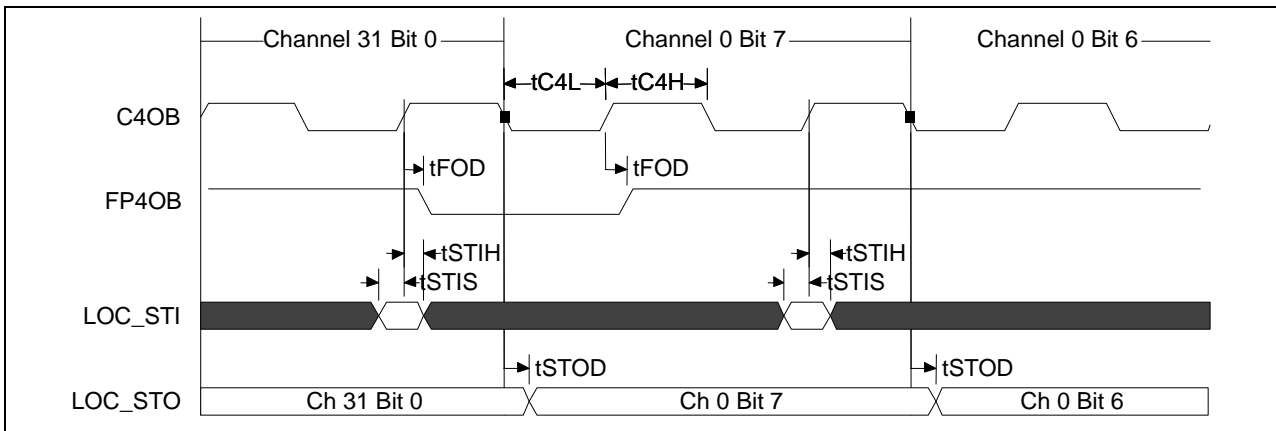 Channel 31 Bit 0 Channel 0 Bit 7 Channel 0 Bit 6
tC4L tC4H
C4OB
tFOD tFOD
FP4OB
tSTIH tSTIH
tSTIS tSTIS
LOC_STI
tSTOD tSTOD
LOC_STO Ch 31 Bit 0 Ch 0 Bit 7 Ch 0 Bit 6